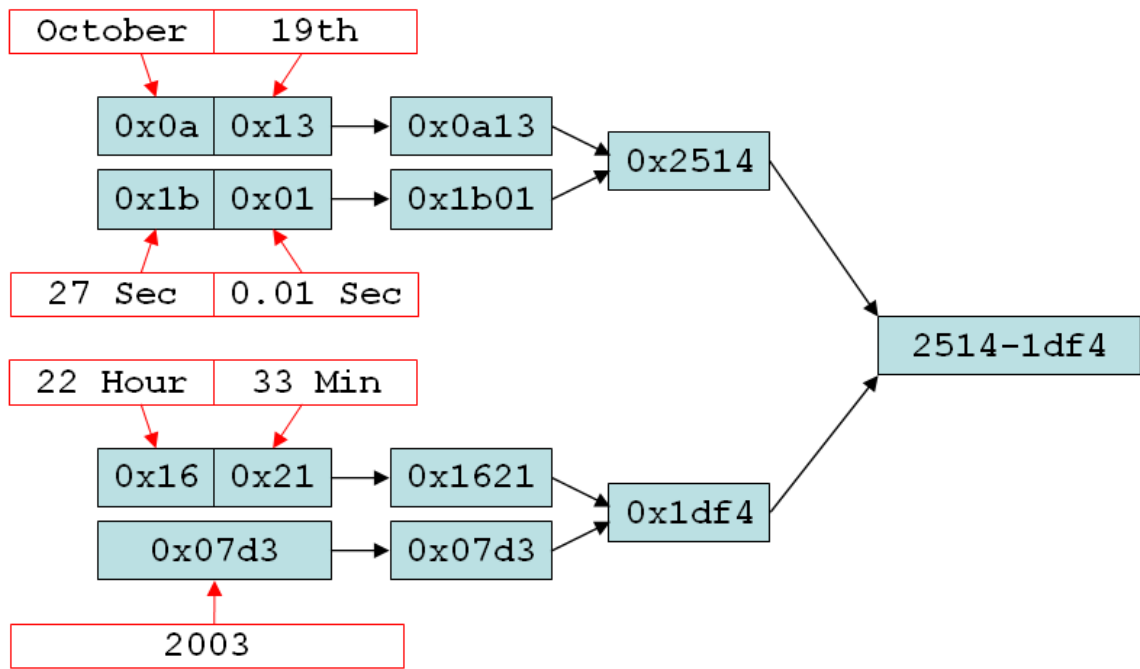 October 19th
0x0a 0x13 0x0a13
0x2514
0x1b 0x01 0x1b01
27 Sec 0.01 Sec
2514-1df4
22 Hour 33 Min
0x16 0x21 0x1621
0x1df4
0x07d3 0x07d3
2003